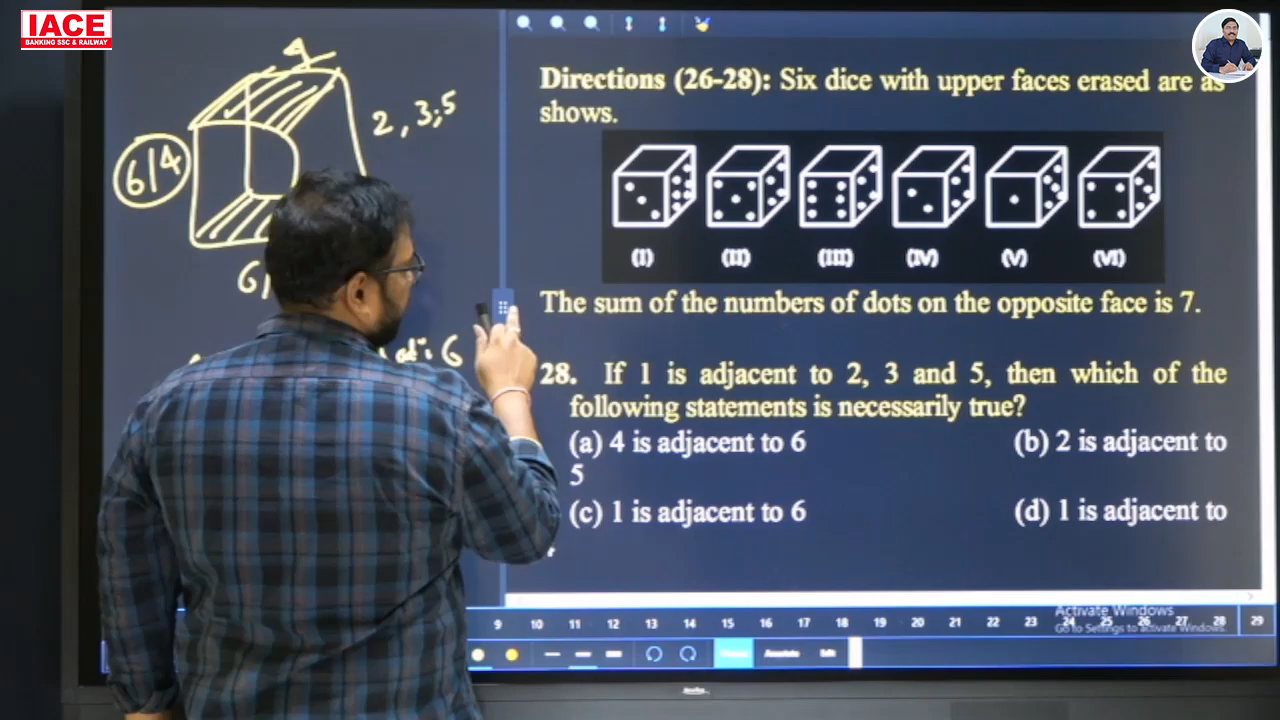 IACE
BANKING SSC & RAILWAY
2, 3, 5
6/4
6
Directions (26-28): Six dice with upper faces erased are as
shows.
(I) (II) (III) (IV) (V) (VI)
The sum of the numbers of dots on the opposite face is 7.
28. If 1 is adjacent to 2, 3 and 5, then which of the
following statements is necessarily true?
(a) 4 is adjacent to 6 (b) 2 is adjacent to
5
(c) 1 is adjacent to 6 (d) 1 is adjacent to
Activate Windows
Go to Settings to activate Windows.
9 10 11 12 13 14 15 16 17 18 19 20 21 22 23 24 25 26 27 28 29